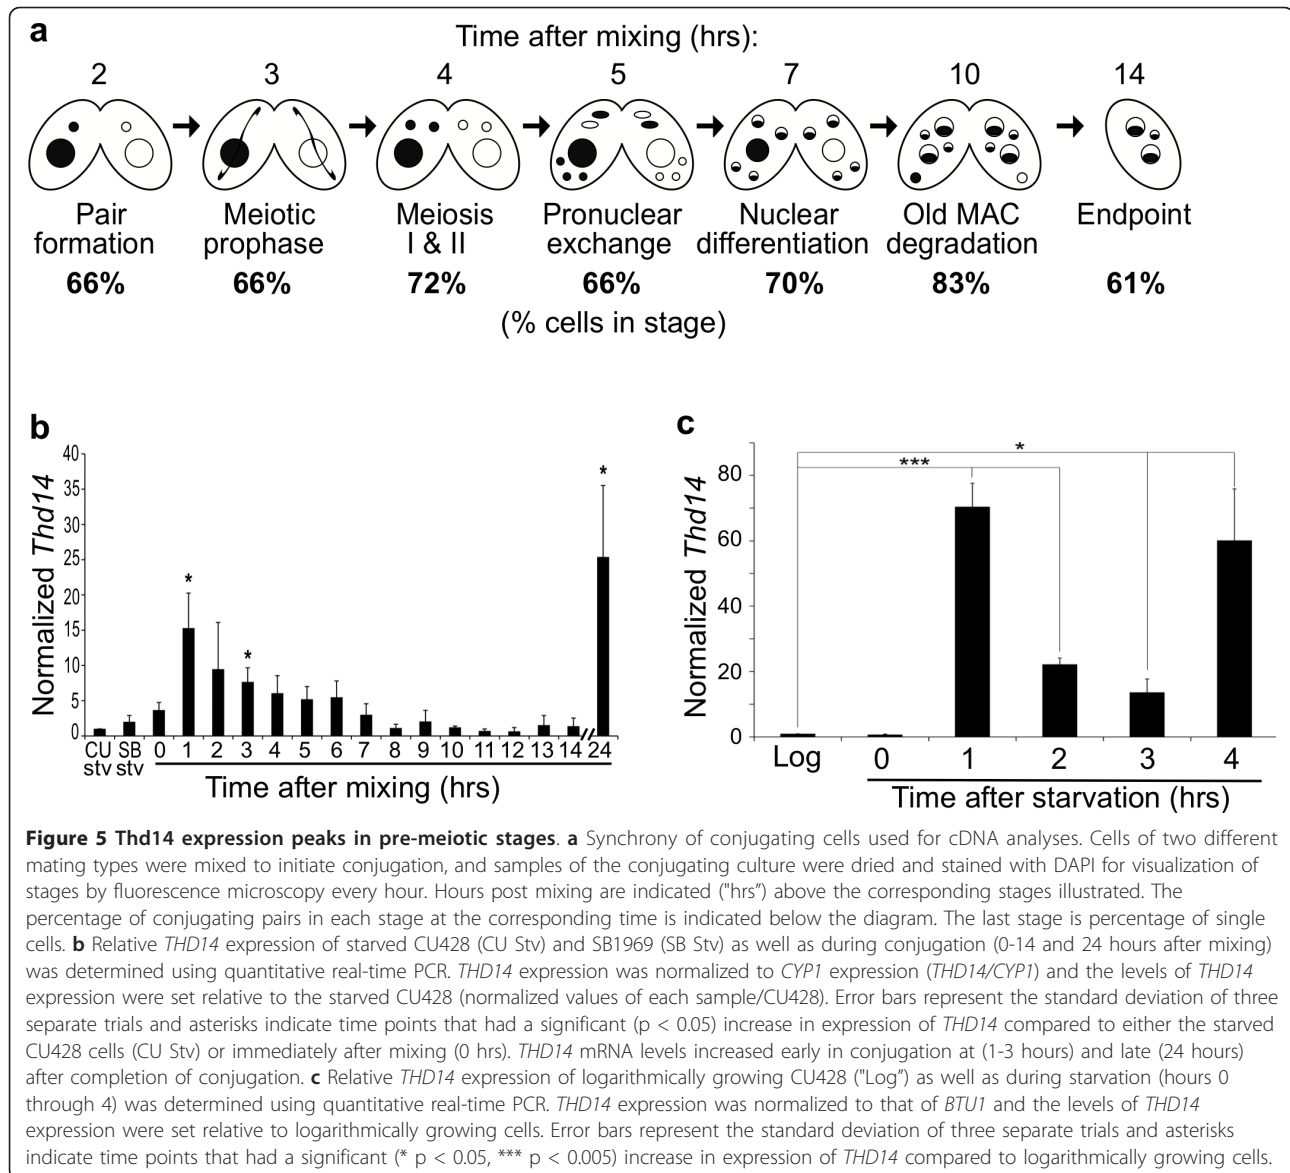 a
Time after mixing (hrs):
2 3 4 5 7 10 14
Pair formation
Meiotic prophase
Meiosis I & II
Pronuclear exchange
Nuclear differentiation
Old MAC degradation
Endpoint
66% 66% 72% 66% 70% 83% 61%
(% cells in stage)
b
Normalized Thd14
40
35
30
25
20
15
10
5
0
* * *
CU stv
SB stv
0 1 2 3 4 5 6 7 8 9 10 11 12 13 14 // 24
Time after mixing (hrs)
c
Normalized Thd14
80
60
40
20
0
*
***
Log 0 1 2 3 4
Time after starvation (hrs)
Figure 5 Thd14 expression peaks in pre-meiotic stages. a Synchrony of conjugating cells used for cDNA analyses. Cells of two different
mating types were mixed to initiate conjugation, and samples of the conjugating culture were dried and stained with DAPI for visualization of
stages by fluorescence microscopy every hour. Hours post mixing are indicated ("hrs") above the corresponding stages illustrated. The
percentage of conjugating pairs in each stage at the corresponding time is indicated below the diagram. The last stage is percentage of single
cells. b Relative THD14 expression of starved CU428 (CU Stv) and SB1969 (SB Stv) as well as during conjugation (0-14 and 24 hours after mixing)
was determined using quantitative real-time PCR. THD14 expression was normalized to CYP1 expression (THD14/CYP1) and the levels of THD14
expression were set relative to the starved CU428 (normalized values of each sample/CU428). Error bars represent the standard deviation of three
separate trials and asterisks indicate time points that had a significant (p < 0.05) increase in expression of THD14 compared to either the starved
CU428 cells (CU Stv) or immediately after mixing (0 hrs). THD14 mRNA levels increased early in conjugation at (1-3 hours) and late (24 hours)
after completion of conjugation. c Relative THD14 expression of logarithmically growing CU428 ("Log") as well as during starvation (hours 0
through 4) was determined using quantitative real-time PCR. THD14 expression was normalized to that of BTU1 and the levels of THD14
expression were set relative to logarithmically growing cells. Error bars represent the standard deviation of three separate trials and asterisks
indicate time points that had a significant (* p < 0.05, *** p < 0.005) increase in expression of THD14 compared to logarithmically growing cells.